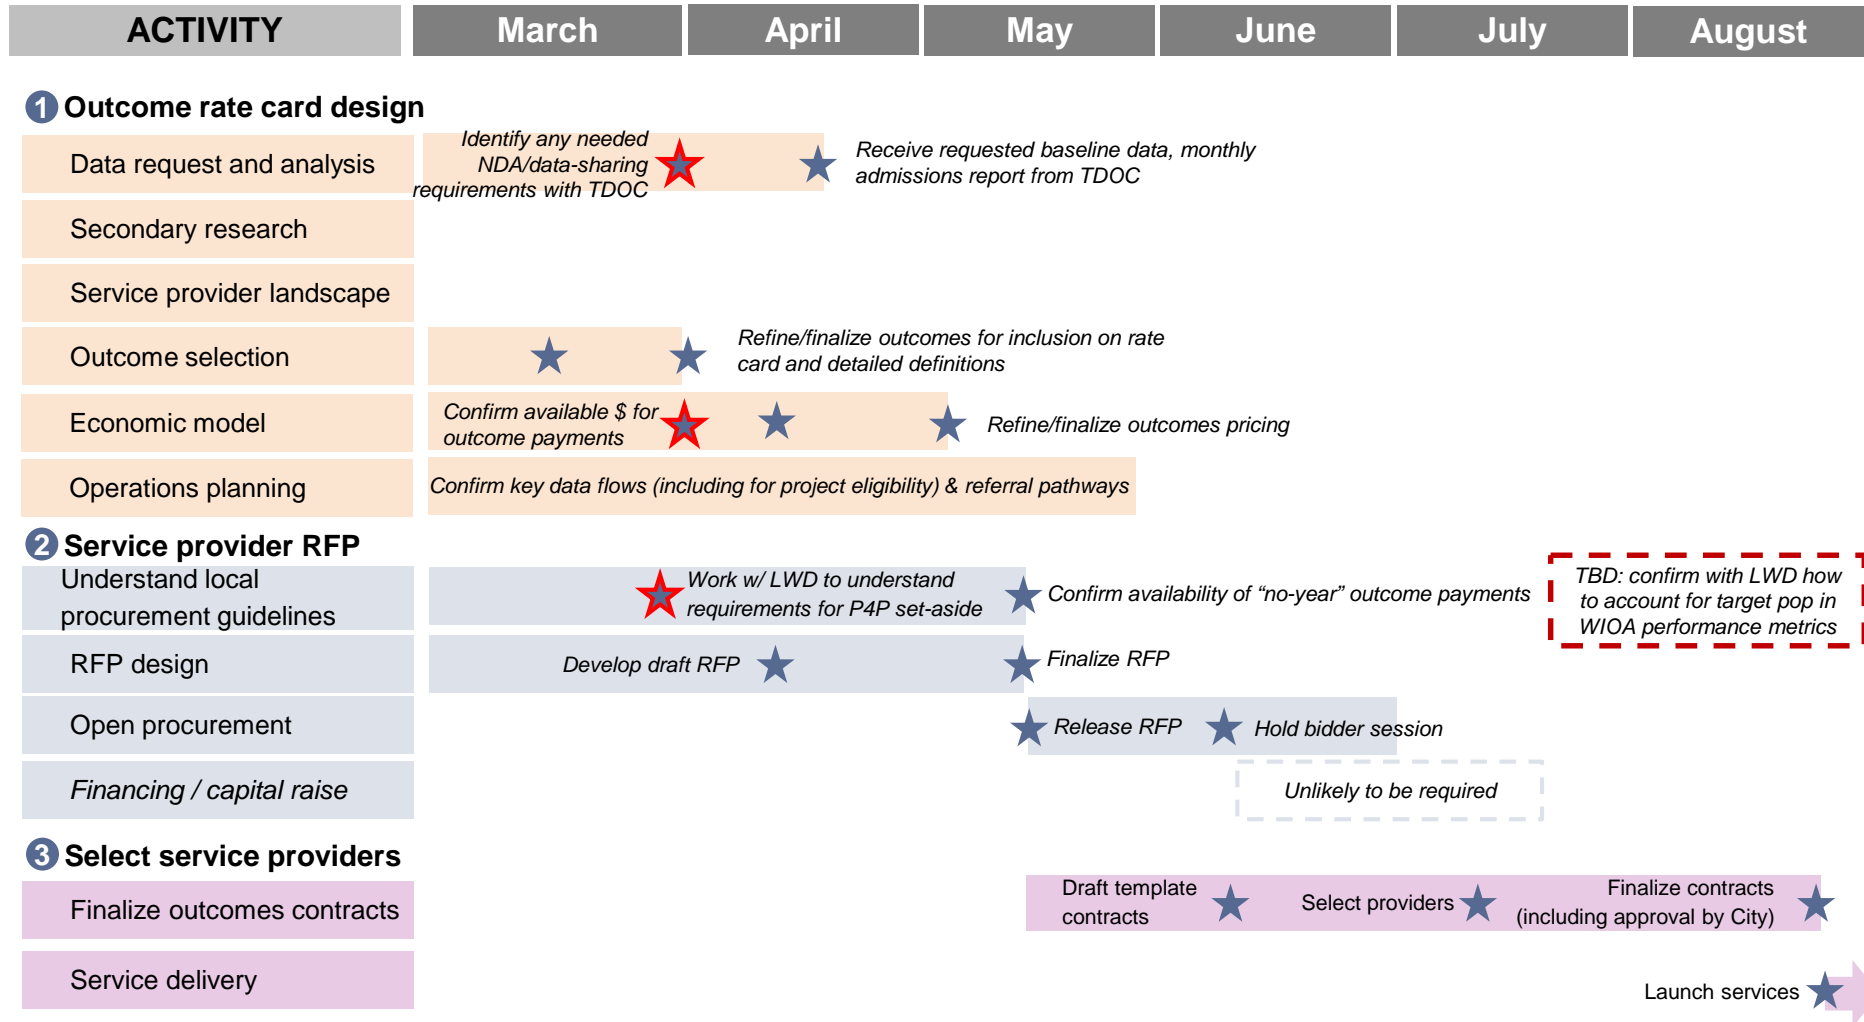 ACTIVITY
March
April
May
June
July
August
1 Outcome rate card design
Data request and analysis
Identify any needed
NDA/data-sharing
requirements with TDOC
Receive requested baseline data, monthly
admissions report from TDOC
Secondary research
Service provider landscape
Outcome selection
Refine/finalize outcomes for inclusion on rate
card and detailed definitions
Economic model
Confirm available $ for
outcome payments
Refine/finalize outcomes pricing
Operations planning
Confirm key data flows (including for project eligibility) & referral pathways
2 Service provider RFP
Understand local
procurement guidelines
Work w/ LWD to understand
requirements for P4P set-aside
Confirm availability of “no-year” outcome payments
TBD: confirm with LWD how
to account for target pop in
WIOA performance metrics
RFP design
Develop draft RFP
Finalize RFP
Open procurement
Release RFP
Hold bidder session
Financing / capital raise
Unlikely to be required
3 Select service providers
Finalize outcomes contracts
Draft template
contracts
Select providers
Finalize contracts
(including approval by City)
Service delivery
Launch services